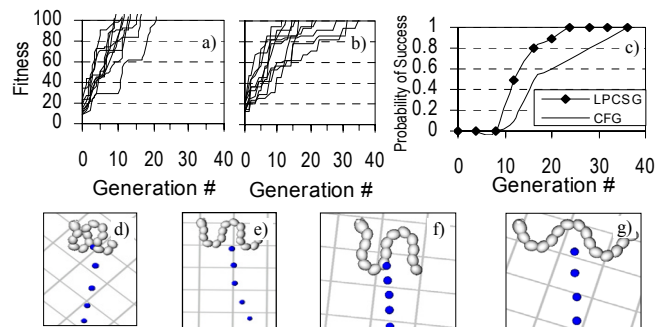 Fitness
100
80
60
40
20
0
a)
0 10 20 30 40
Generation #
b)
0 10 20 30 40
Generation #
Probability of Success
1
0.8
0.6
0.4
0.2
0
c)
LPCSG
CFG
0 10 20 30 40
Generation #
d)
e)
f)
g)